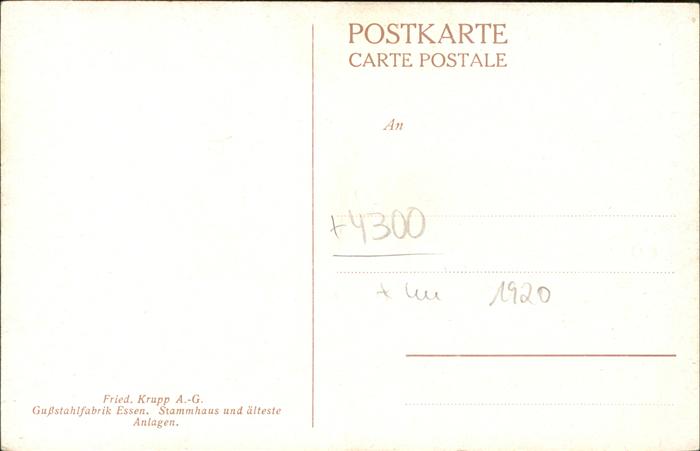 POSTKARTE
CARTE POSTALE
An
+4300
1920
Fried. Krupp A.-G.
Gußstahlfabrik Essen. Stammhaus und älteste
Anlagen.